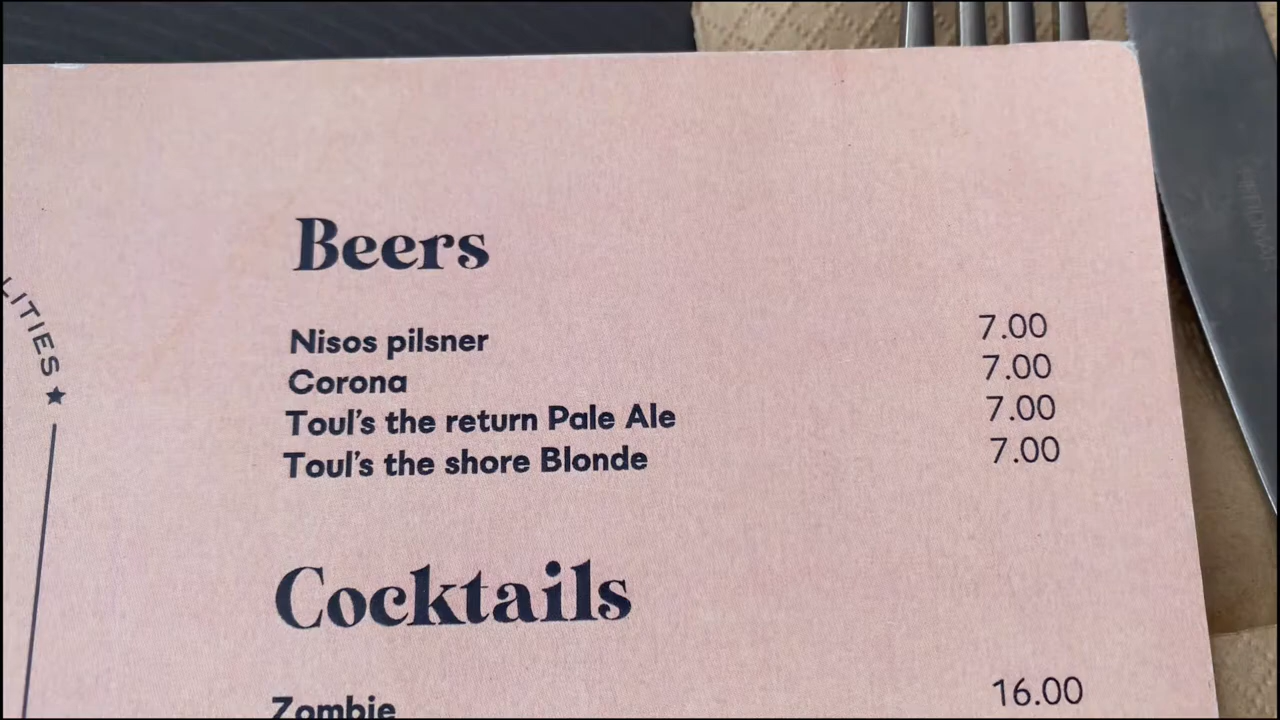 Beers
Nisos pilsner 7.00
Corona 7.00
Toul's the return Pale Ale 7.00
Toul's the shore Blonde 7.00
LITIES ★
Cocktails
Zombie 16.00